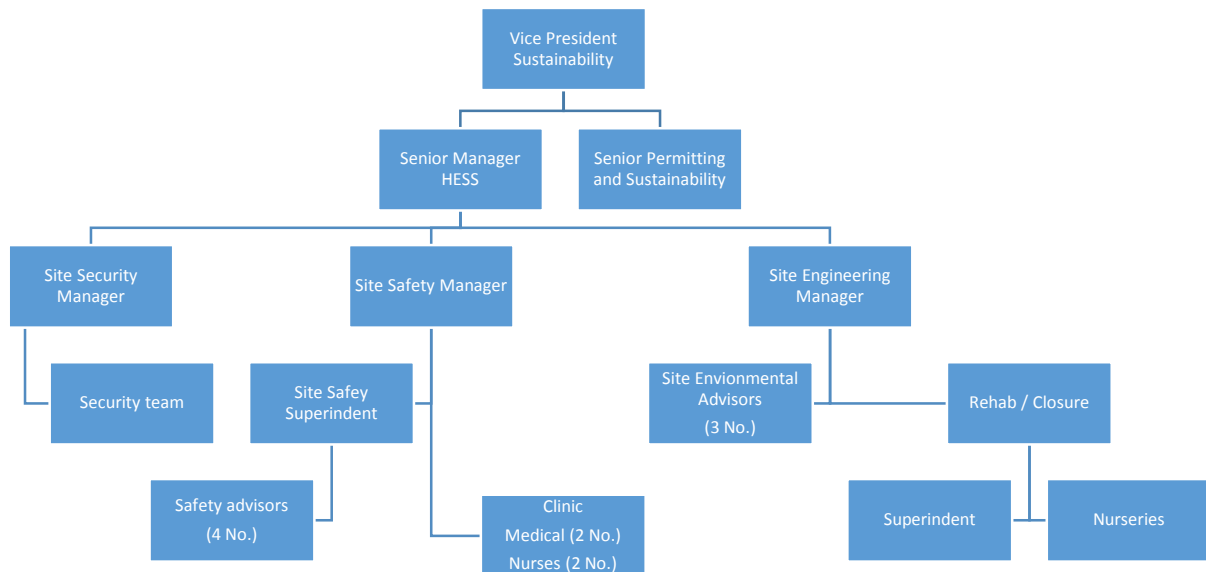 Vice President
Sustainability
Senior Manager
HESS
Senior Permitting
and Sustainability
Site Security
Manager
Site Safety Manager
Site Engineering
Manager
Security team
Site Safey
Superindent
Site Envionmental
Advisors
(3 No.)
Rehab / Closure
Safety advisors
(4 No.)
Clinic
Medical (2 No.)
Nurses (2 No.)
Superindent
Nurseries